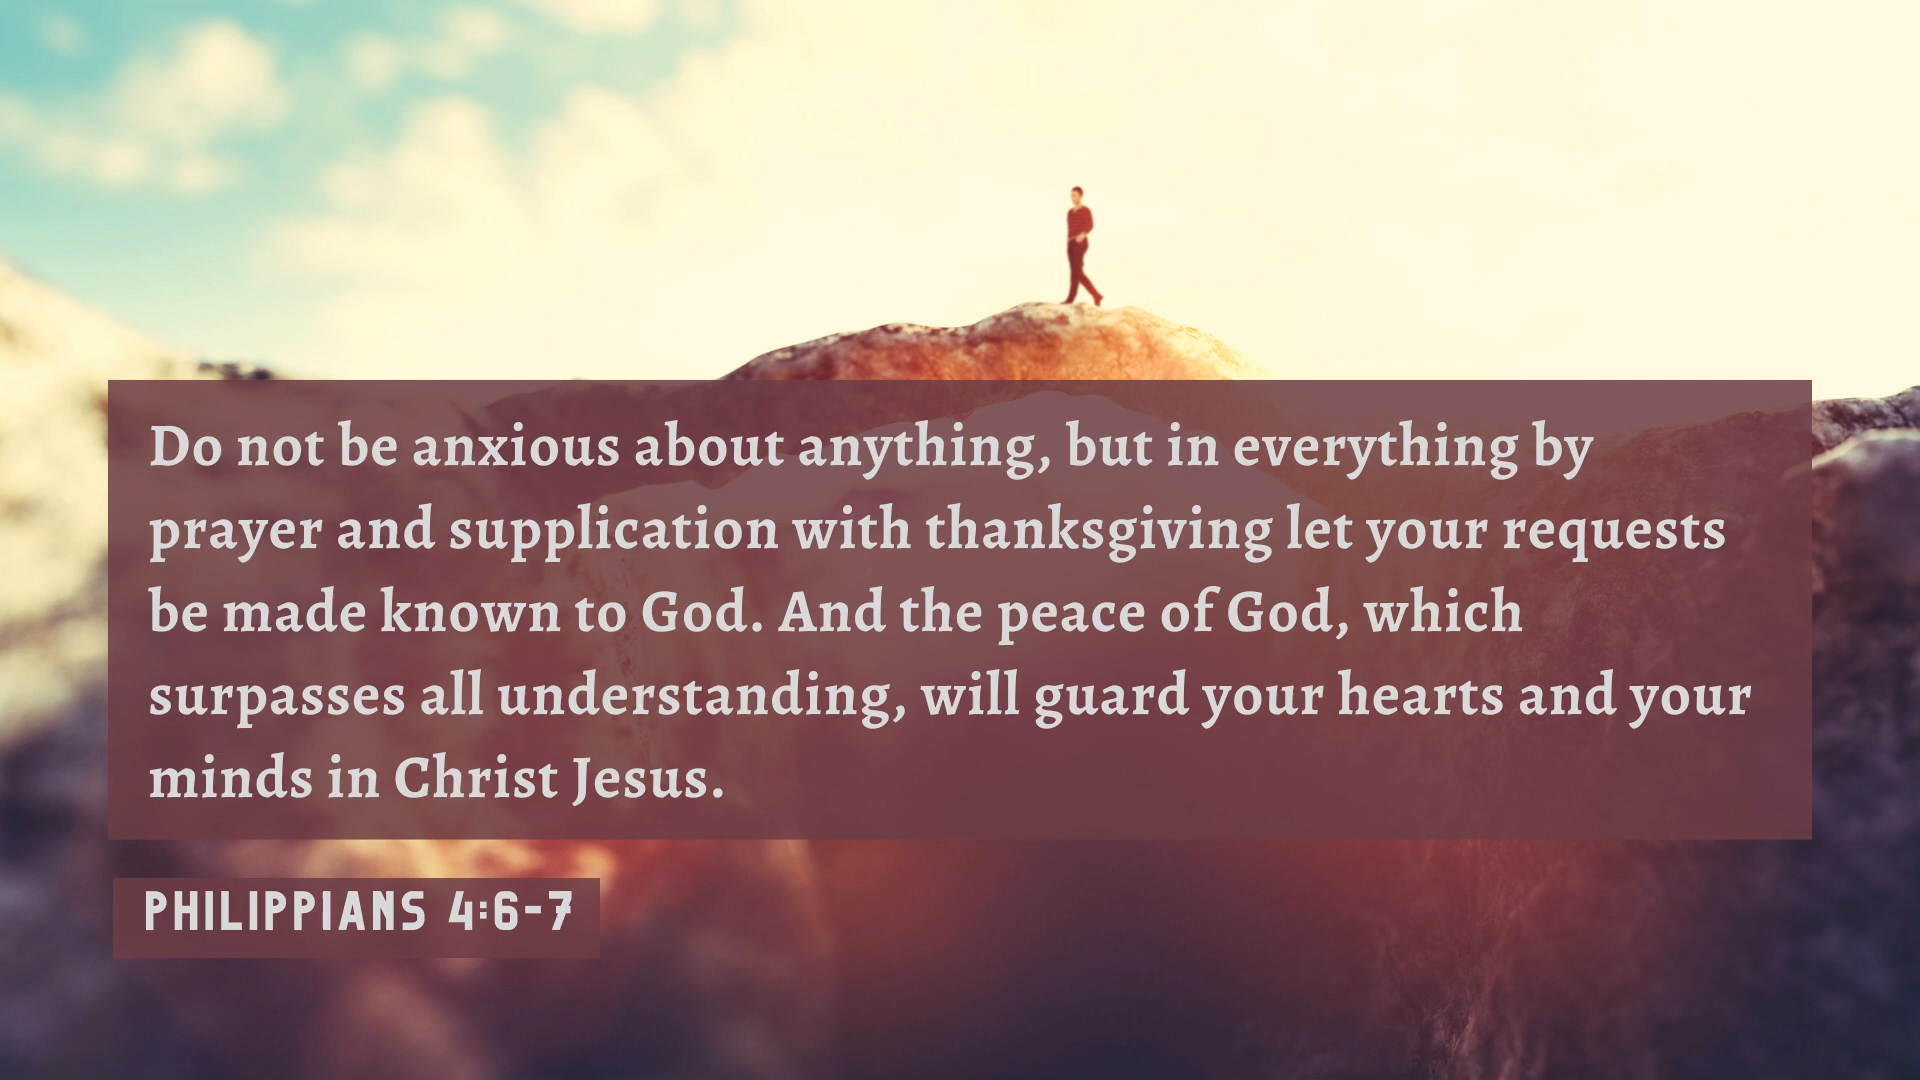 Do not be anxious about anything, but in everything by
prayer and supplication with thanksgiving let your requests
be made known to God. And the peace of God, which
surpasses all understanding, will guard your hearts and your
minds in Christ Jesus.
PHILIPPIANS 4:6-7